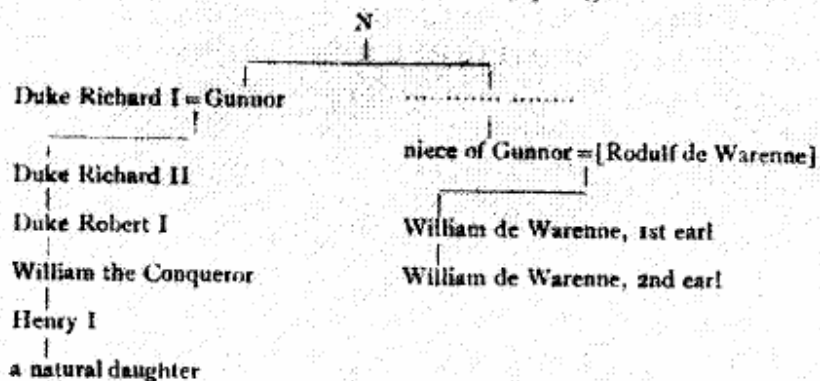 N
Duke Richard I = Gunnor
niece of Gunnor = [Rodulf de Warenne]
Duke Richard II
Duke Robert I
William de Warenne, 1st earl
William the Conqueror
William de Warenne, 2nd earl
Henry I
a natural daughter